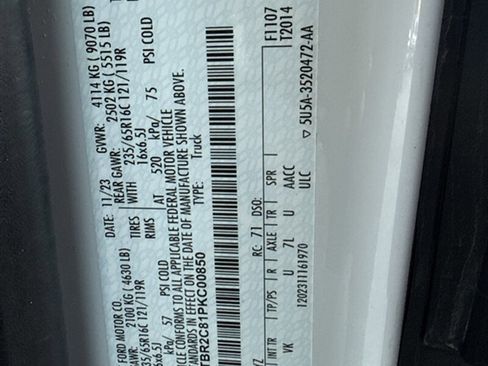 FORD MOTOR CO. DATE: 11/23 GVWR: 4114 KG ( 9070 LB)
2100 KG ( 4630 LB) REAR GAWR: 2502 KG ( 5515 LB)
65R16C 121/119R TIRES WITH 235/65R16C 121/119R
16x6.5J RIMS 16x6.5J
kPa/ 57 PSI COLD AT 520 kPa/ 75 PSI COLD
VEHICLE CONFORMS TO ALL APPLICABLE FEDERAL MOTOR VEHICLE
STANDARDS IN EFFECT ON THE DATE OF MANUFACTURE SHOWN ABOVE.
TBR2C81PKC00850 TYPE: Truck
F1107
T2014
RC: 71 DSO:
INT TR TP/PS R AXLE TR SPR
VK U 7L U AACC
1202311161970 ULC
▽ 5U5A-3520472-AA